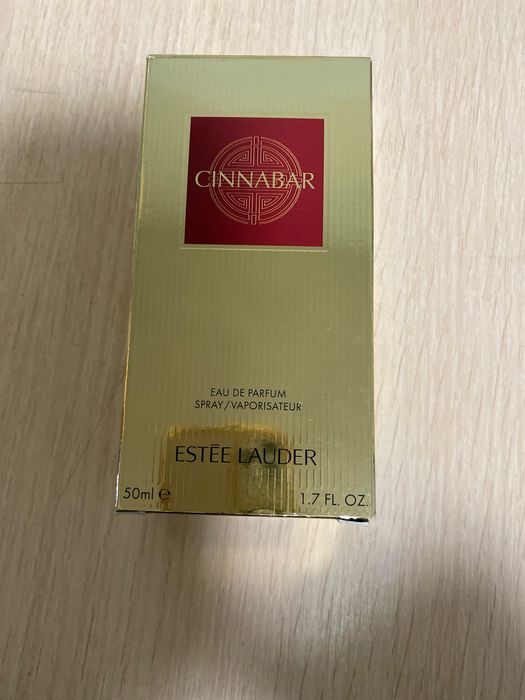 CINNABAR
EAU DE PARFUM
SPRAY/VAPORISATEUR
ESTĒE LAUDER
50ml ℮ 1.7 FL. OZ.